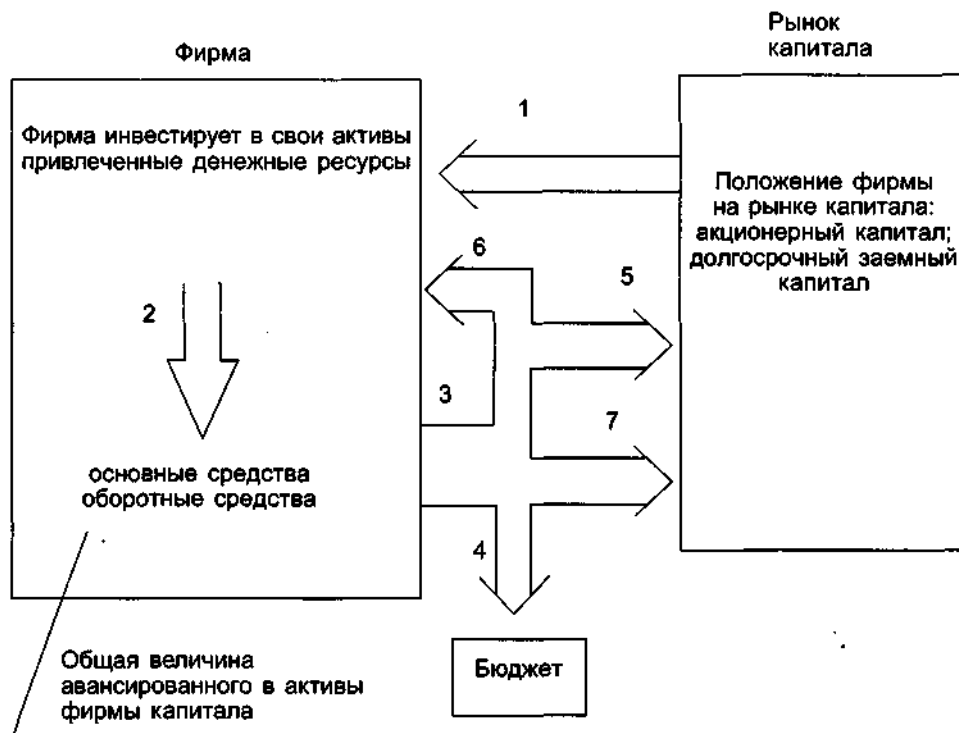 Фирма
Рынок
капитала
1
Фирма инвестирует в свои активы
привлеченные денежные ресурсы
Положение фирмы
на рынке капитала:
акционерный капитал;
долгосрочный заемный
капитал
6
5
2
3
7
основные средства
оборотные средства
4
Общая величина
авансированного в активы
фирмы капитала
Бюджет